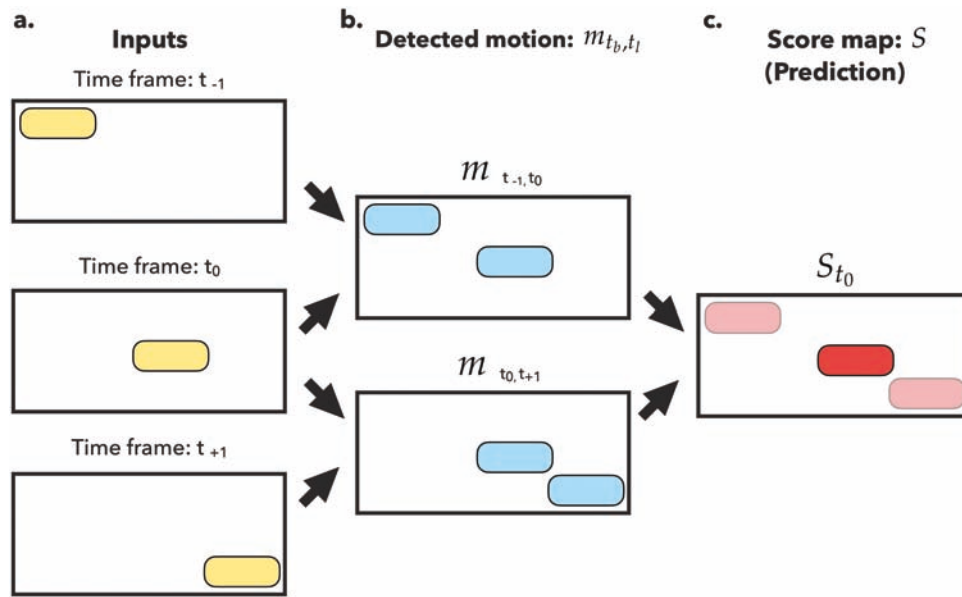 a.
Inputs
Time frame: t -1
Time frame: t0
Time frame: t +1
b.
Detected motion: m tb,tl
m t -1, t0
m t0, t+1
c.
Score map: S
(Prediction)
St0